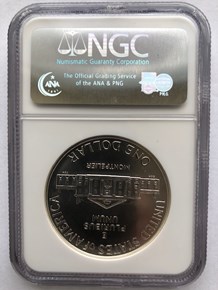 NGC
Numismatic Guaranty Corporation
The Official Grading Service
of the ANA & PNG
UNITED STATES OF AMERICA
E
PLURIBUS
UNUM
MONTPELIER
ONE DOLLAR